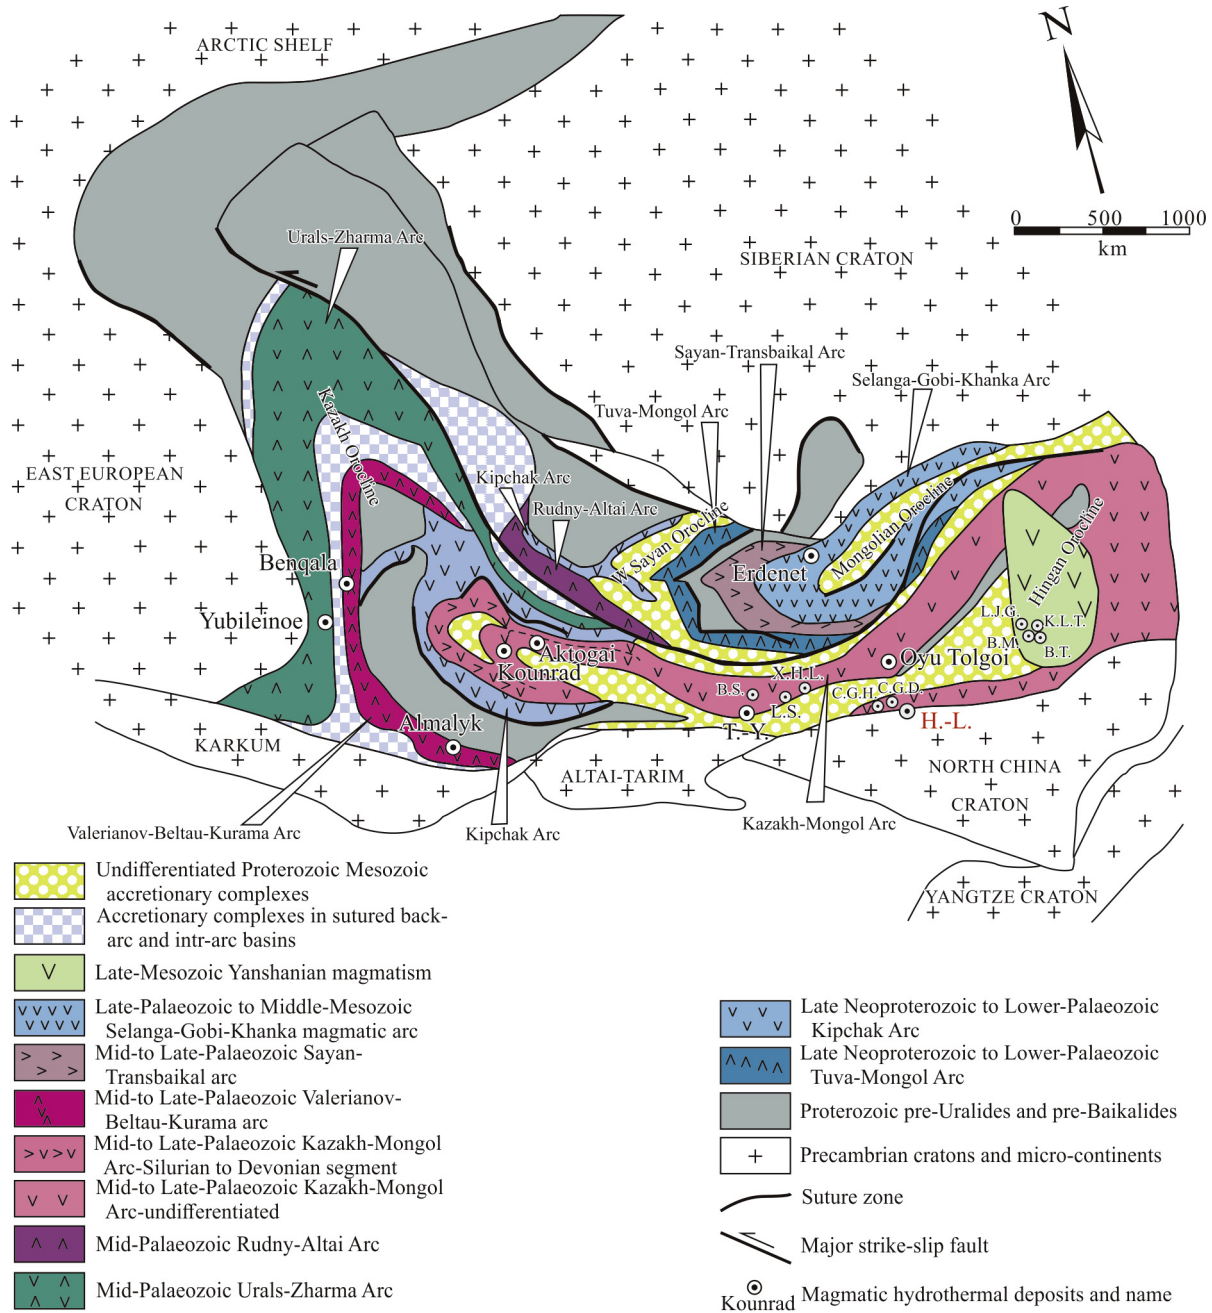 N
ARCTIC SHELF
0 500 1000
km
Urals-Zharma Arc
SIBERIAN CRATON
Sayan-Transbaikal Arc
Selanga-Gobi-Khanka Arc
Tuva-Mongol Arc
Kazakh Orocline
EAST EUROPEAN
CRATON
Kipchak Arc
Rudny-Altai Arc
W. Sayan Orocline
Mongolian Orocline
Hingan Orocline
Erdenet
Benqala
Yubileinoe
L.J.G.
K.L.T.
B.M.
B.T.
Aktogai
Kounrad
Oyu Tolgoi
X.H.L.
B.S.
L.S.
C.G.H.
C.G.D.
T.-Y.
H.-L.
Almalyk
KARKUM
ALTAI-TARIM
NORTH CHINA
CRATON
Valerianov-Beltau-Kurama Arc
Kipchak Arc
Kazakh-Mongol Arc
YANGTZE CRATON
Undifferentiated Proterozoic Mesozoic
accretionary complexes
Accretionary complexes in sutured back-
arc and intr-arc basins
Late-Mesozoic Yanshanian magmatism
Late-Palaeozoic to Middle-Mesozoic
Selanga-Gobi-Khanka magmatic arc
Mid-to Late-Palaeozoic Sayan-
Transbaikal arc
Mid-to Late-Palaeozoic Valerianov-
Beltau-Kurama arc
Mid-to Late-Palaeozoic Kazakh-Mongol
Arc-Silurian to Devonian segment
Mid-to Late-Palaeozoic Kazakh-Mongol
Arc-undifferentiated
Mid-Palaeozoic Rudny-Altai Arc
Mid-Palaeozoic Urals-Zharma Arc
Late Neoproterozoic to Lower-Palaeozoic
Kipchak Arc
Late Neoproterozoic to Lower-Palaeozoic
Tuva-Mongol Arc
Proterozoic pre-Uralides and pre-Baikalides
Precambrian cratons and micro-continents
Suture zone
Major strike-slip fault
Kounrad
Magmatic hydrothermal deposits and name